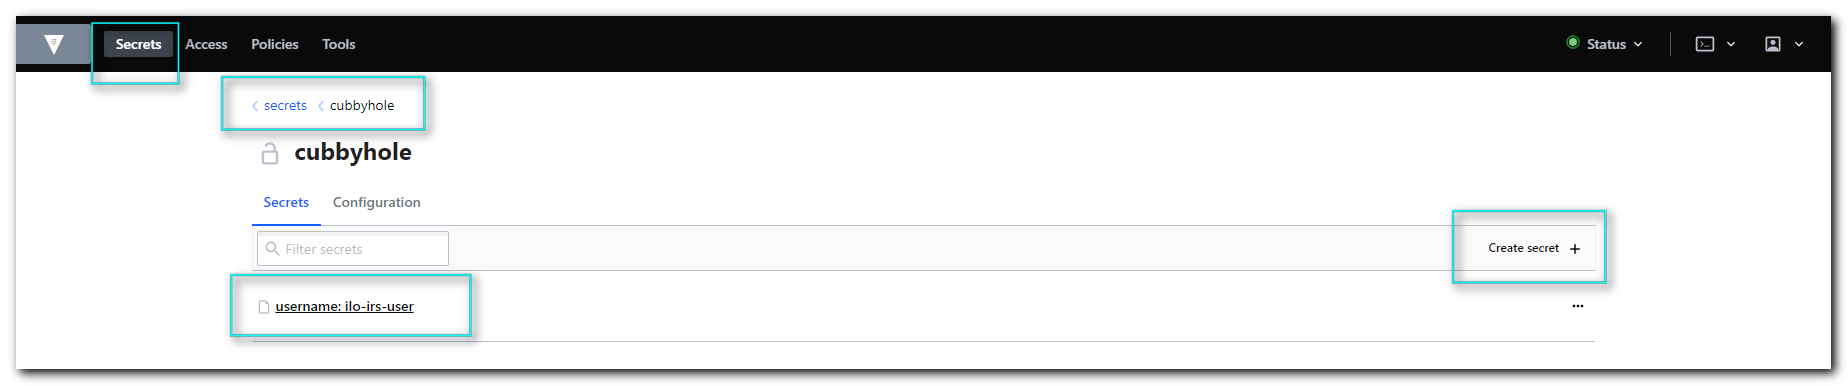 Secrets Access Policies Tools Status
secrets cubbyhole
cubbyhole
Secrets Configuration
Filter secrets Create secret +
username: ilo-irs-user